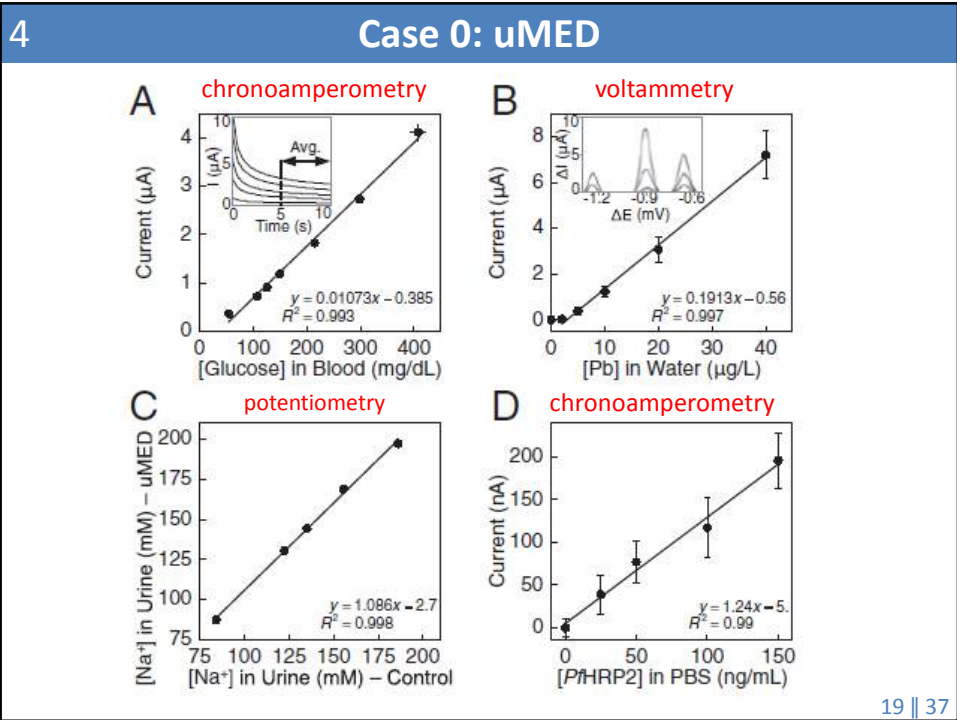 4
Case 0: uMED
A
chronoamperometry
Current (µA)
4
3
2
1
0
10
5
0
I (µA)
Avg.
0 5 10
Time (s)
y = 0.01073x – 0.385
R² = 0.993
0 100 200 300 400
[Glucose] in Blood (mg/dL)
B
voltammetry
Current (µA)
8
6
4
2
0
10
5
0
ΔI (µA)
-1.2 -0.9 -0.6
ΔE (mV)
y = 0.1913x – 0.56
R² = 0.997
0 10 20 30 40
[Pb] in Water (µg/L)
C
potentiometry
[Na⁺] in Urine (mM) – uMED
200
175
150
125
100
75
y = 1.086x – 2.7
R² = 0.998
75 100 125 150 175 200
[Na⁺] in Urine (mM) – Control
D
chronoamperometry
Current (nA)
200
150
100
50
0
y = 1.24x – 5.
R² = 0.99
0 50 100 150
[PfHRP2] in PBS (ng/mL)
19 ‖ 37